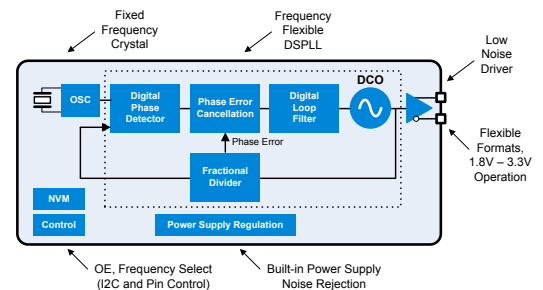 Fixed
Frequency
Crystal
Frequency
Flexible
DSPLL
Low
Noise
Driver
OSC
Digital
Phase
Detector
Phase Error
Cancellation
Digital
Loop
Filter
DCO
Phase Error
Fractional
Divider
Flexible
Formats,
1.8V – 3.3V
Operation
NVM
Control
Power Supply Regulation
OE, Frequency Select
(I2C and Pin Control)
Built-in Power Supply
Noise Rejection